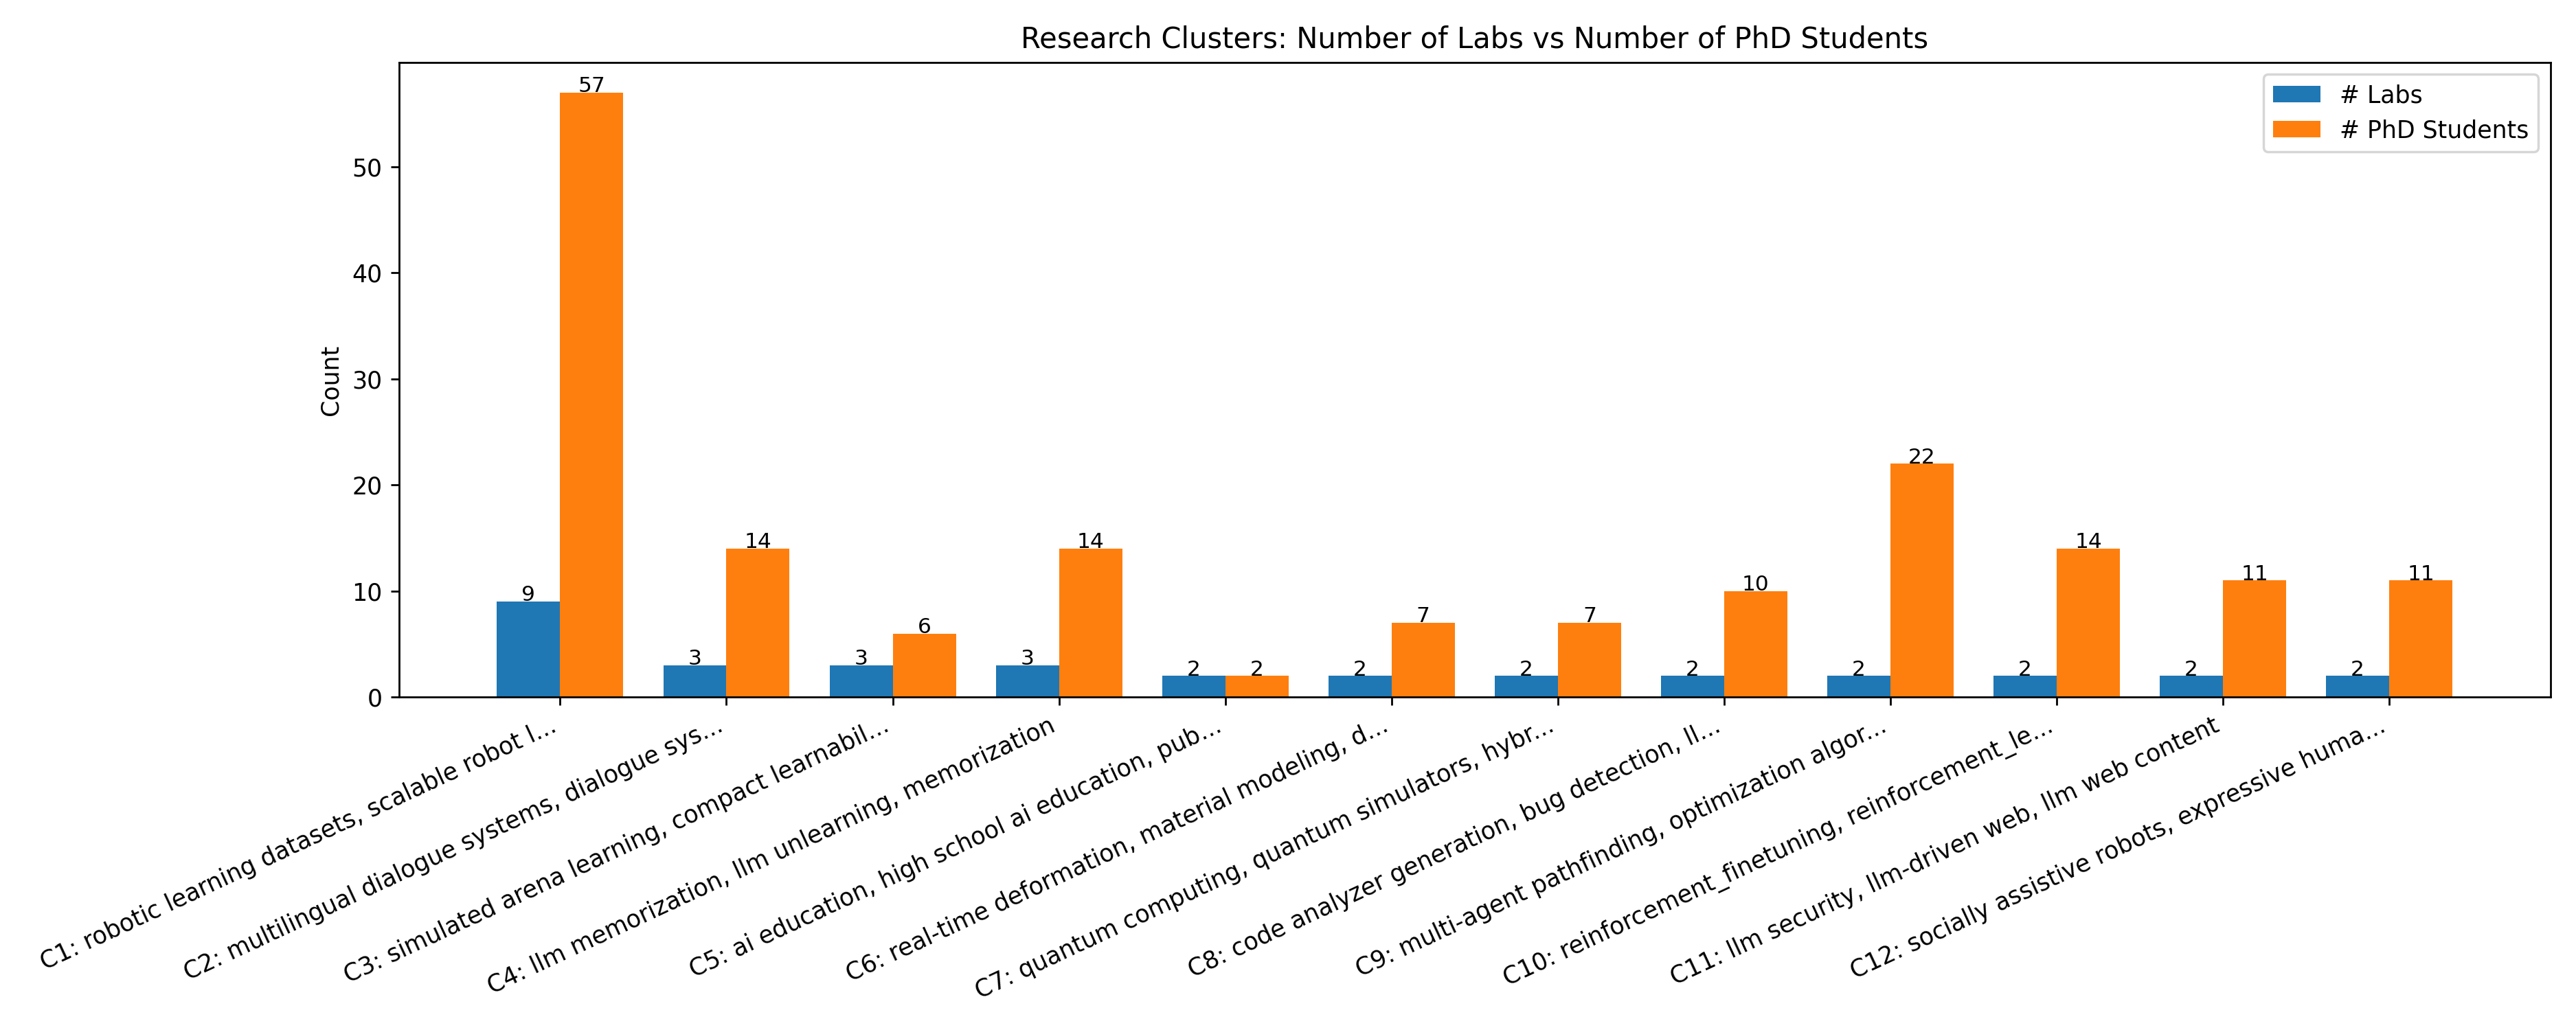 Research Clusters: Number of Labs vs Number of PhD Students
# Labs
# PhD Students
Count
50
40
30
20
10
0
9
57
3
14
3
6
3
14
2
2
2
7
2
7
2
10
2
22
2
14
2
11
2
11
C1: robotic learning datasets, scalable robot l...
C2: multilingual dialogue systems, dialogue sys...
C3: simulated arena learning, compact learnabil...
C4: llm memorization, llm unlearning, memorization
C5: ai education, high school ai education, pub...
C6: real-time deformation, material modeling, d...
C7: quantum computing, quantum simulators, hybr...
C8: code analyzer generation, bug detection, ll...
C9: multi-agent pathfinding, optimization algor...
C10: reinforcement_finetuning, reinforcement_le...
C11: llm security, llm-driven web, llm web content
C12: socially assistive robots, expressive huma...